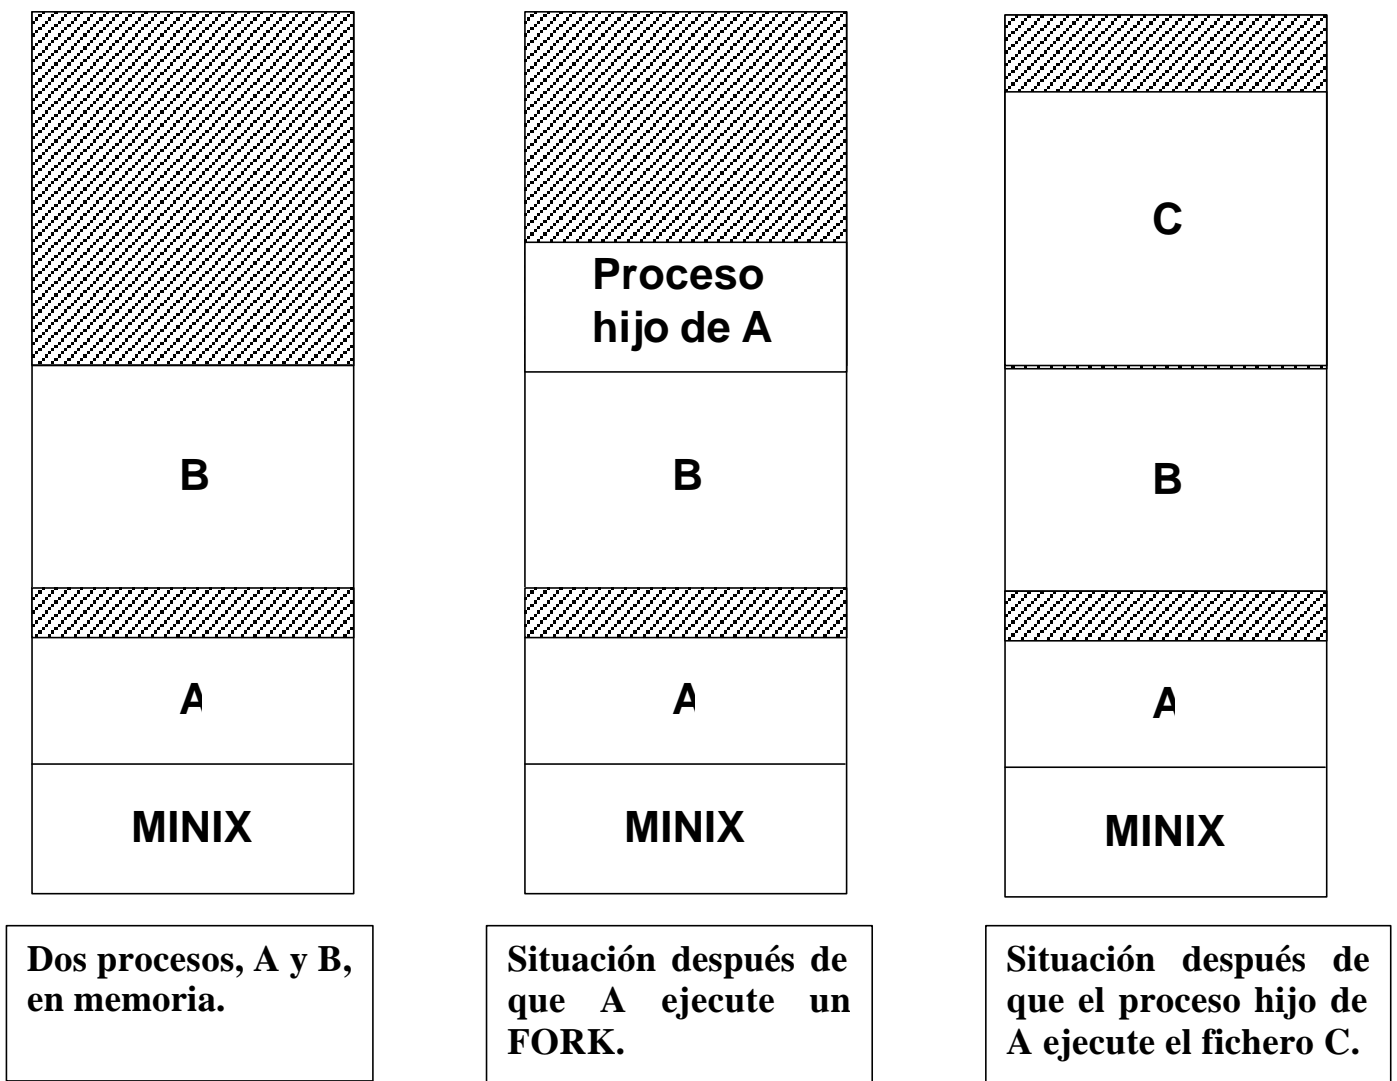 Proceso
hijo de A
B
A
MINIX
B
A
MINIX
C
B
A
MINIX
Dos procesos, A y B,
en memoria.
Situación después de
que A ejecute un
FORK.
Situación después de
que el proceso hijo de
A ejecute el fichero C.